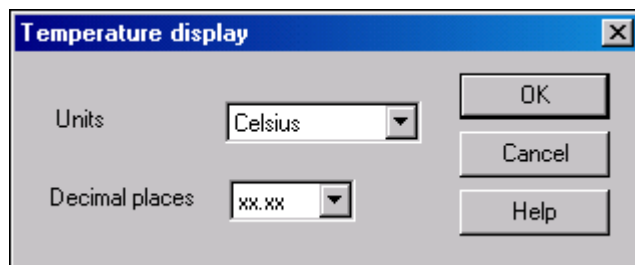 Temperature display
Units
Celsius
Decimal places
xx.xx
OK
Cancel
Help